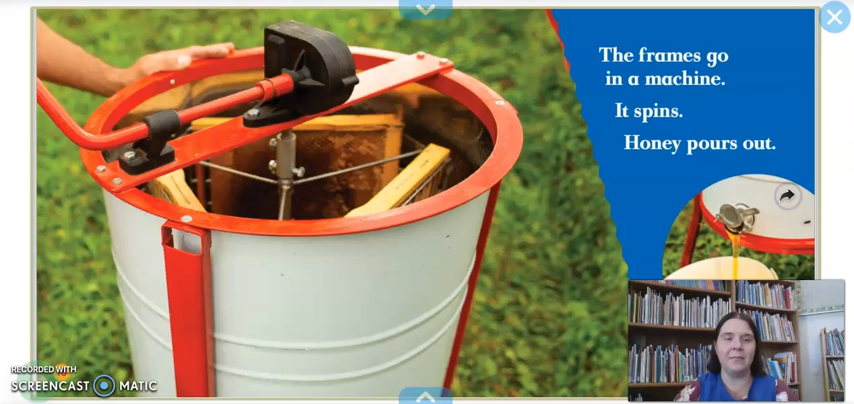 The frames go
in a machine.
It spins.
Honey pours out.
RECORDED WITH
SCREENCAST MATIC